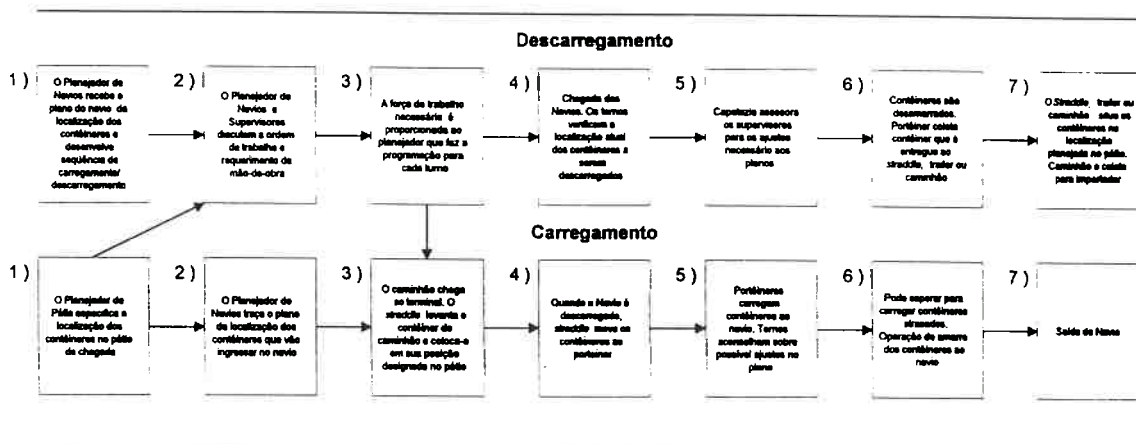 Descarregamento
1 )
O Planejador de
Navios recebe o
plano do navio da
localização dos
contêineres e
desenvolve
seqüência de
carregamento/
descarregamento
2 )
O Planejador de
Navios e
Supervisores
discutem a ordem
de trabalho e
requerimento de
mão-de-obra
3 )
A força de trabalho
necessária é
proporcionada ao
planejador que faz a
programação para
cada turno
4 )
Chegada dos
Navios. Os ternos
verificam a
localização atual
dos contêineres a
serem
descarregados
5 )
Capatazia assessora
os supervisores
para os ajustes
necessário aos
planos
6 )
Contêineres são
desamarrados.
Portêiner coleta
contêiner que é
entregue ao
straddle, trailer ou
caminhão
7 )
O Straddle, trailer ou
caminhão situa os
contêineres na
localização
planejada no pátio.
Caminhão o coleta
para importador
Carregamento
1 )
O Planejador de
Pátio especifica a
localização dos
contêineres no pátio
de chegada
2 )
O Planejador de
Navios traça o plano
de localização dos
contêineres que vão
ingressar no navio
3 )
O caminhão chega
ao terminal. O
straddle levanta o
contêiner do
caminhão e coloca-o
em sua posição
designada no pátio
4 )
Quando o Navio é
descarregado,
straddle move os
contêineres ao
portainer
5 )
Portêineres
carregam
contêineres ao
navio. Ternos
aconselham sobre
possível ajustes no
plano
6 )
Pode esperar para
carregar contêineres
atrasados.
Operação de amarre
dos contêineres ao
navio
7 )
Saída do Navio